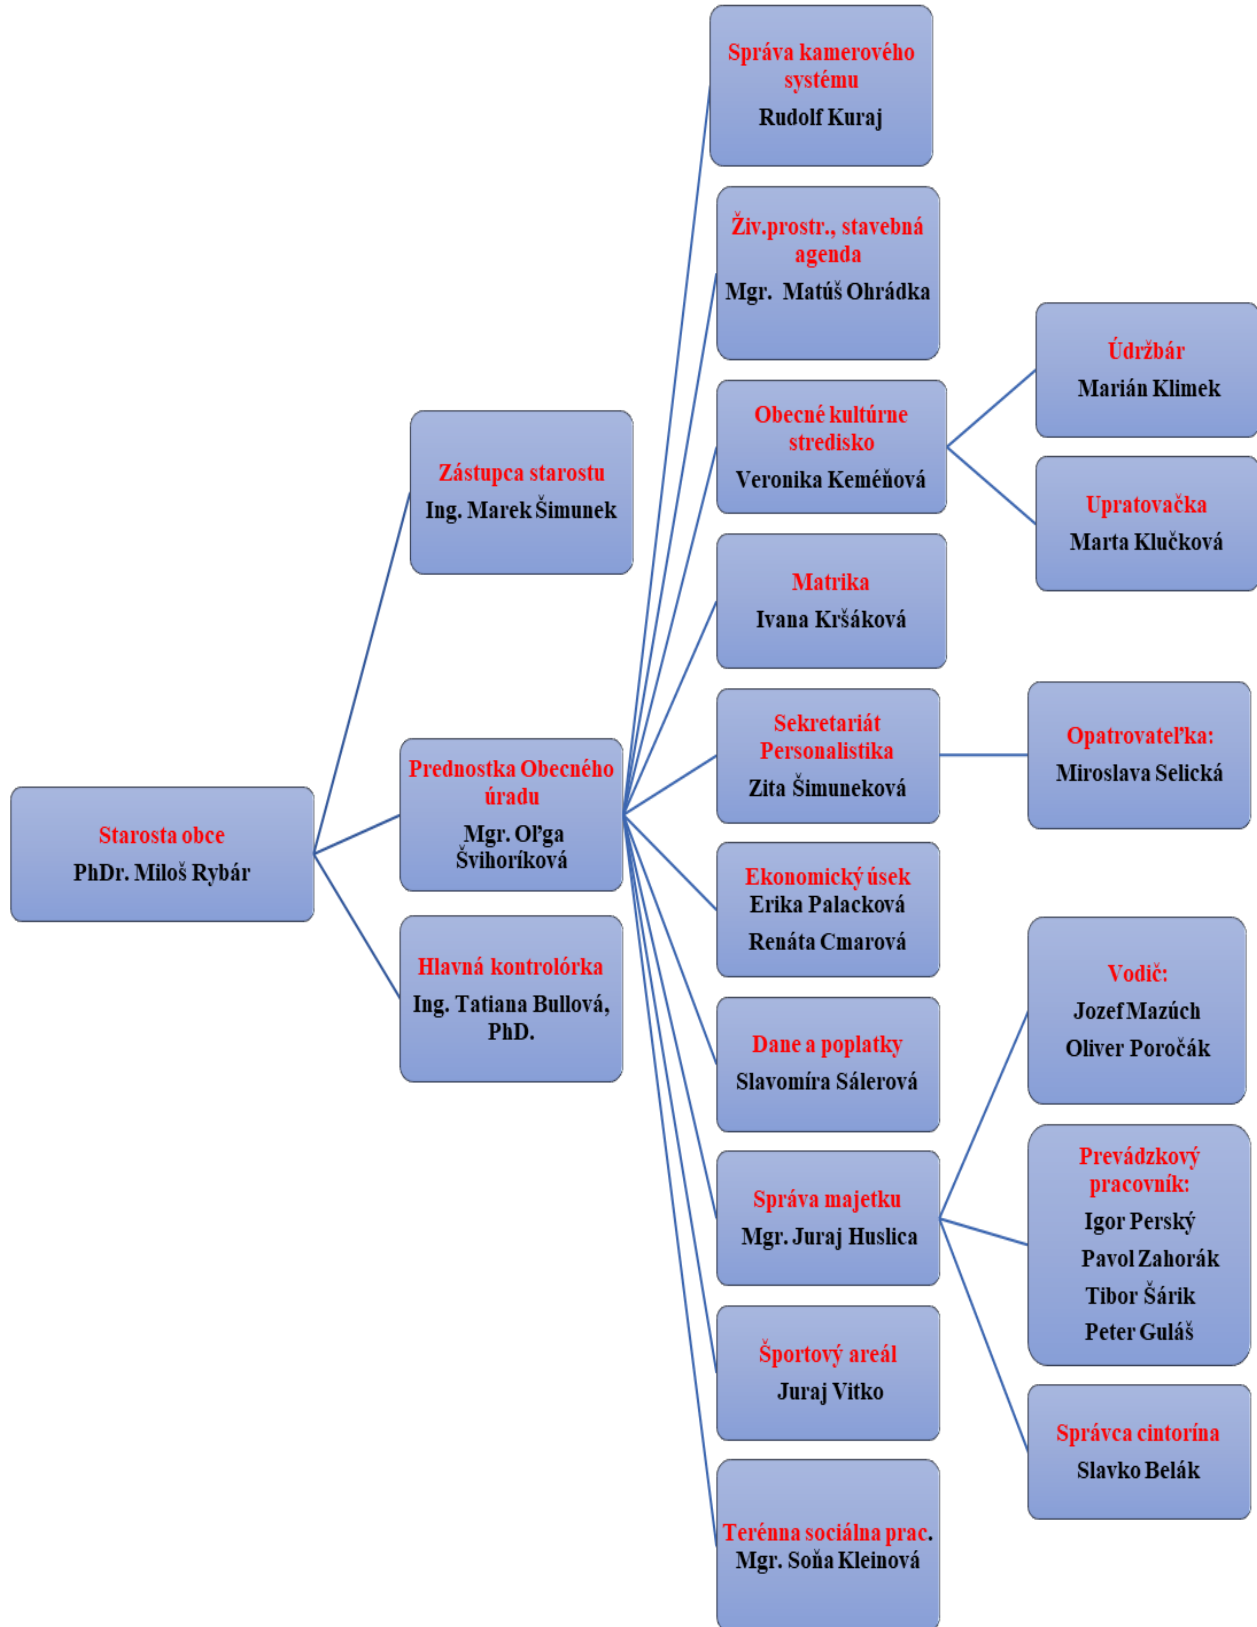 Starosta obce
PhDr. Miloš Rybár
Zástupca starostu
Ing. Marek Šimunek
Prednostka Obecného
úradu
Mgr. Oľga
Švihoríková
Hlavná kontrolórka
Ing. Tatiana Bullová,
PhD.
Správa kamerového
systému
Rudolf Kuraj
Živ.prostr., stavebná
agenda
Mgr.  Matúš Ohrádka
Obecné kultúrne
stredisko
Veronika Keméňová
Údržbár
Marián Klimek
Upratovačka
Marta Klučková
Matrika
Ivana Kršáková
Sekretariát
Personalistika
Zita Šimuneková
Opatrovateľka:
Miroslava Selická
Ekonomický úsek
Erika Palacková
Renáta Cmarová
Dane a poplatky
Slavomíra Sálerová
Správa majetku
Mgr. Juraj Huslica
Vodič:
Jozef Mazúch
Oliver Poročák
Prevádzkový
pracovník:
Igor Perský
Pavol Zahorák
Tibor Šárik
Peter Guláš
Správca cintorína
Slavko Belák
Športový areál
Juraj Vitko
Terénna sociálna prac.
Mgr. Soňa Kleinová